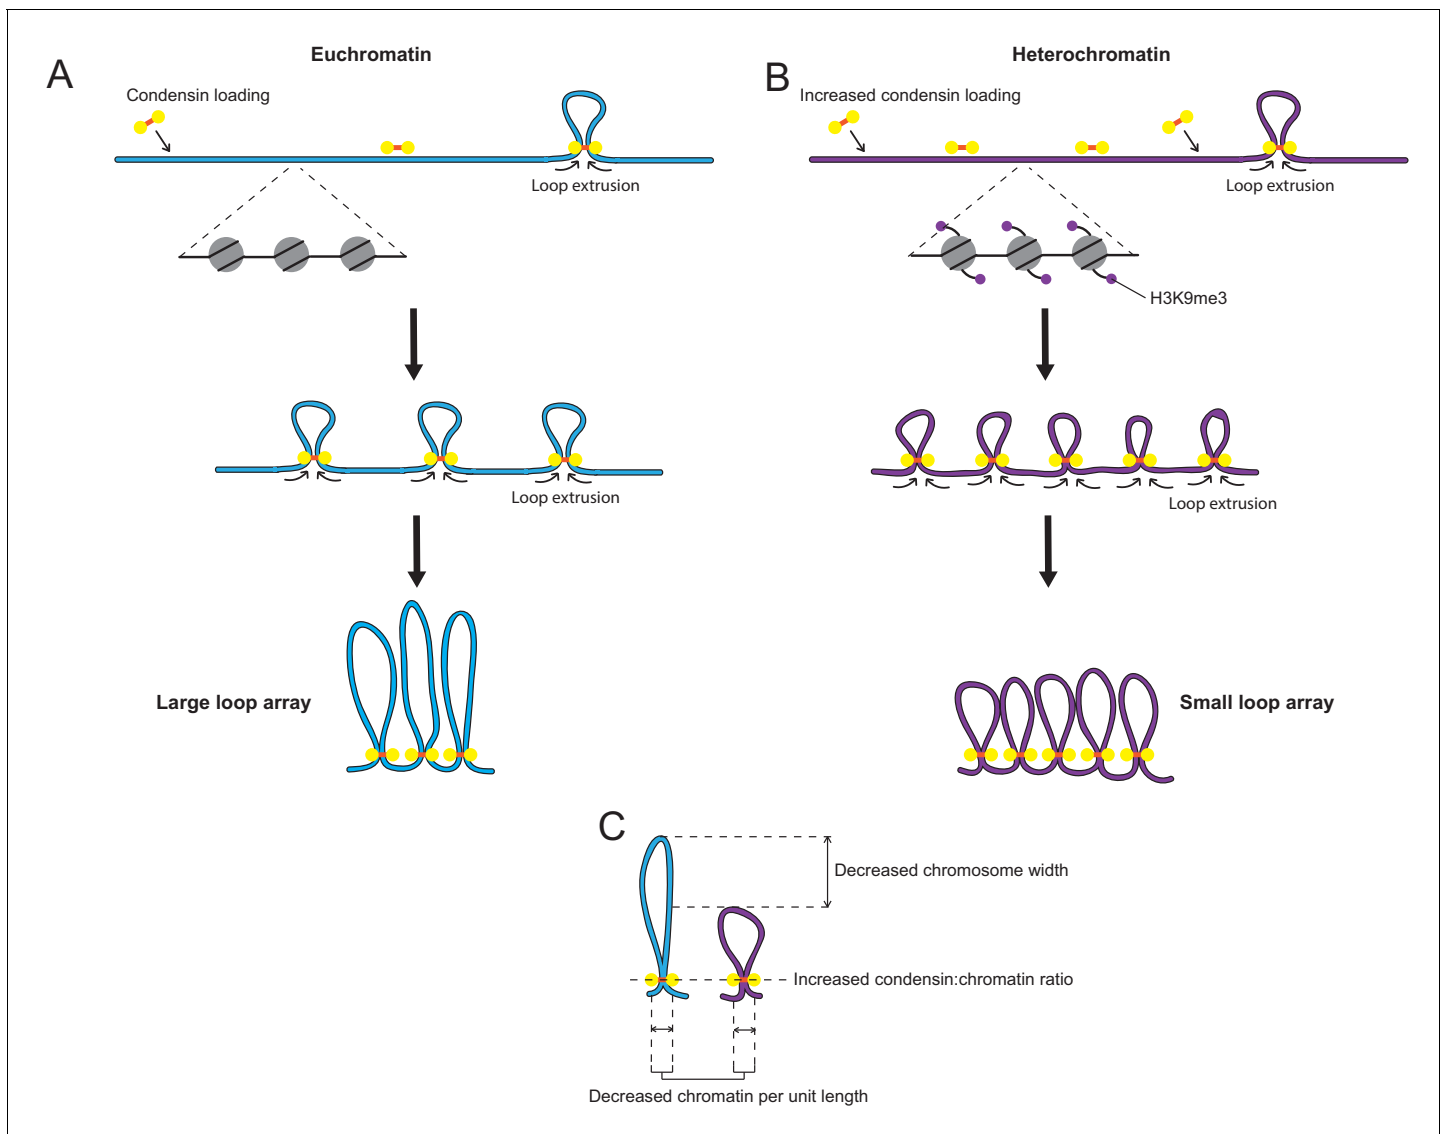 A
Euchromatin
Condensin loading
Loop extrusion
Loop extrusion
Large loop array
B
Heterochromatin
Increased condensin loading
Loop extrusion
H3K9me3
Loop extrusion
Small loop array
C
Decreased chromosome width
Increased condensin:chromatin ratio
Decreased chromatin per unit length